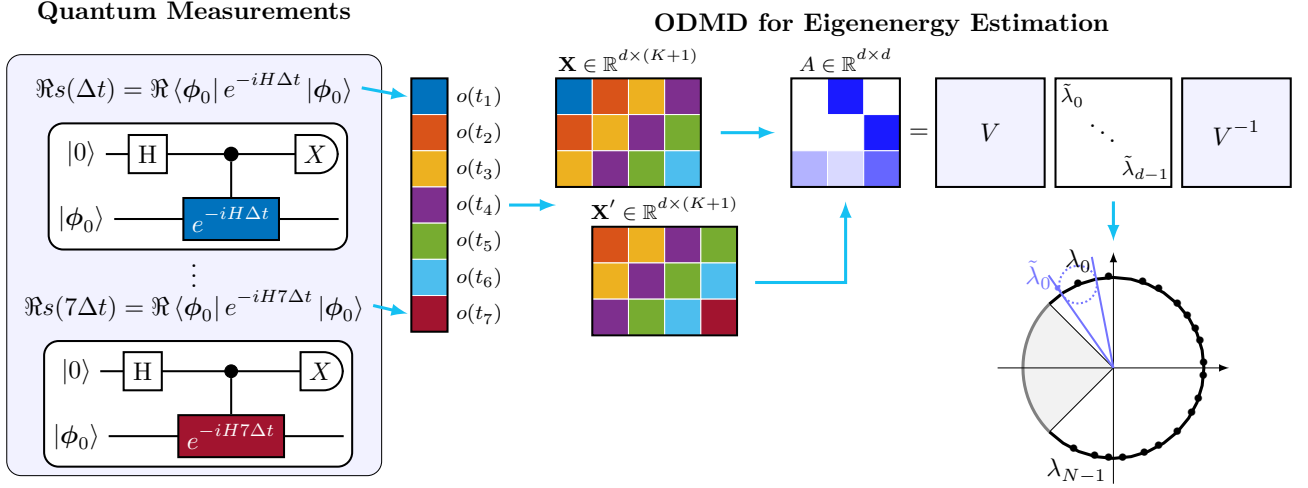 Quantum Measurements
ODMD for Eigenenergy Estimation
ℜs(Δt) = ℜ ⟨ϕ₀| e^{-iHΔt} |ϕ₀⟩
|0⟩ H X
|ϕ₀⟩ e^{-iHΔt}
⋮
ℜs(7Δt) = ℜ ⟨ϕ₀| e^{-iH7Δt} |ϕ₀⟩
|0⟩ H X
|ϕ₀⟩ e^{-iH7Δt}
o(t₁)
o(t₂)
o(t₃)
o(t₄)
o(t₅)
o(t₆)
o(t₇)
X ∈ ℝ^{d×(K+1)}
X′ ∈ ℝ^{d×(K+1)}
A ∈ ℝ^{d×d}
=
V
λ̃₀
⋱
λ̃_{d−1}
V⁻¹
λ̃₀
λ₀
λ_{N−1}